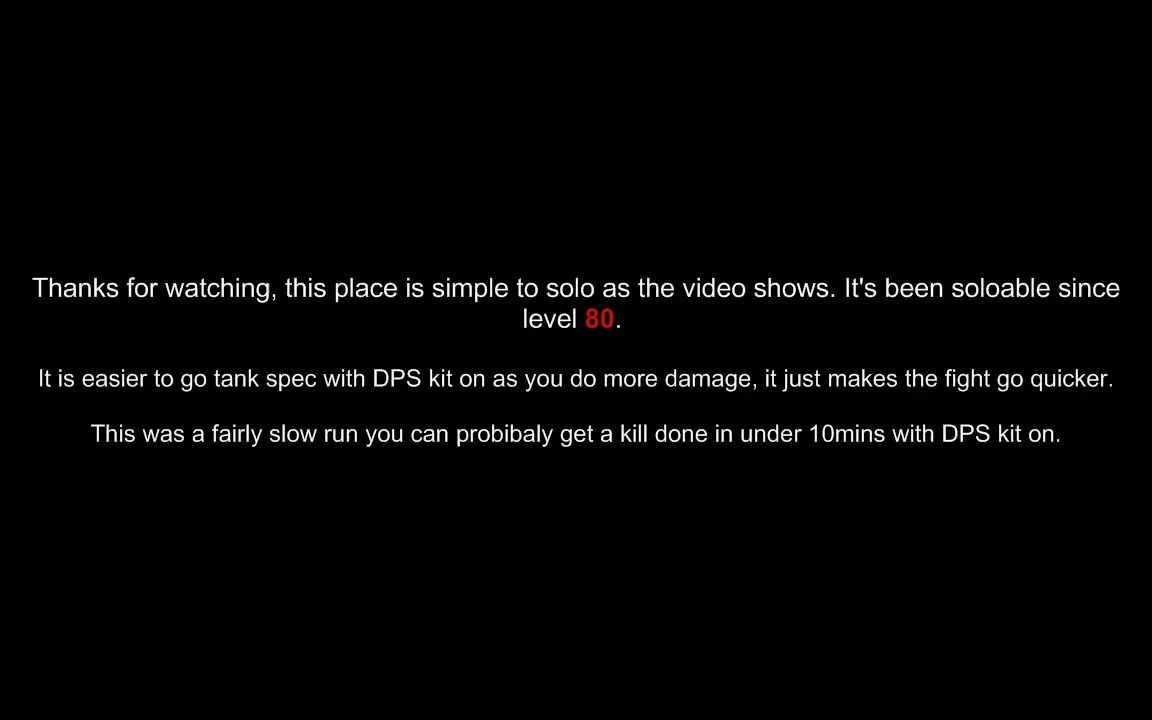 Thanks for watching, this place is simple to solo as the video shows. It's been soloable since
level 80.
It is easier to go tank spec with DPS kit on as you do more damage, it just makes the fight go quicker.
This was a fairly slow run you can probibaly get a kill done in under 10mins with DPS kit on.